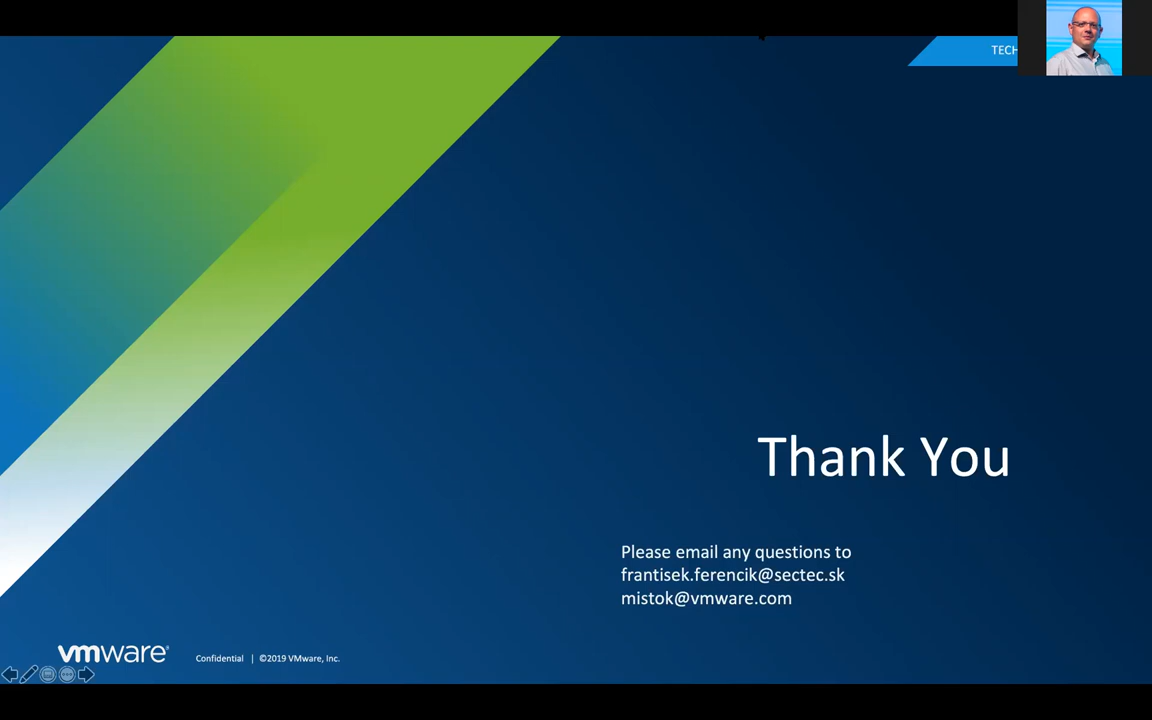 TECH
Thank You
Please email any questions to
frantisek.ferencik@sectec.sk
mistok@vmware.com
vmware®
Confidential | ©2019 VMware, Inc.